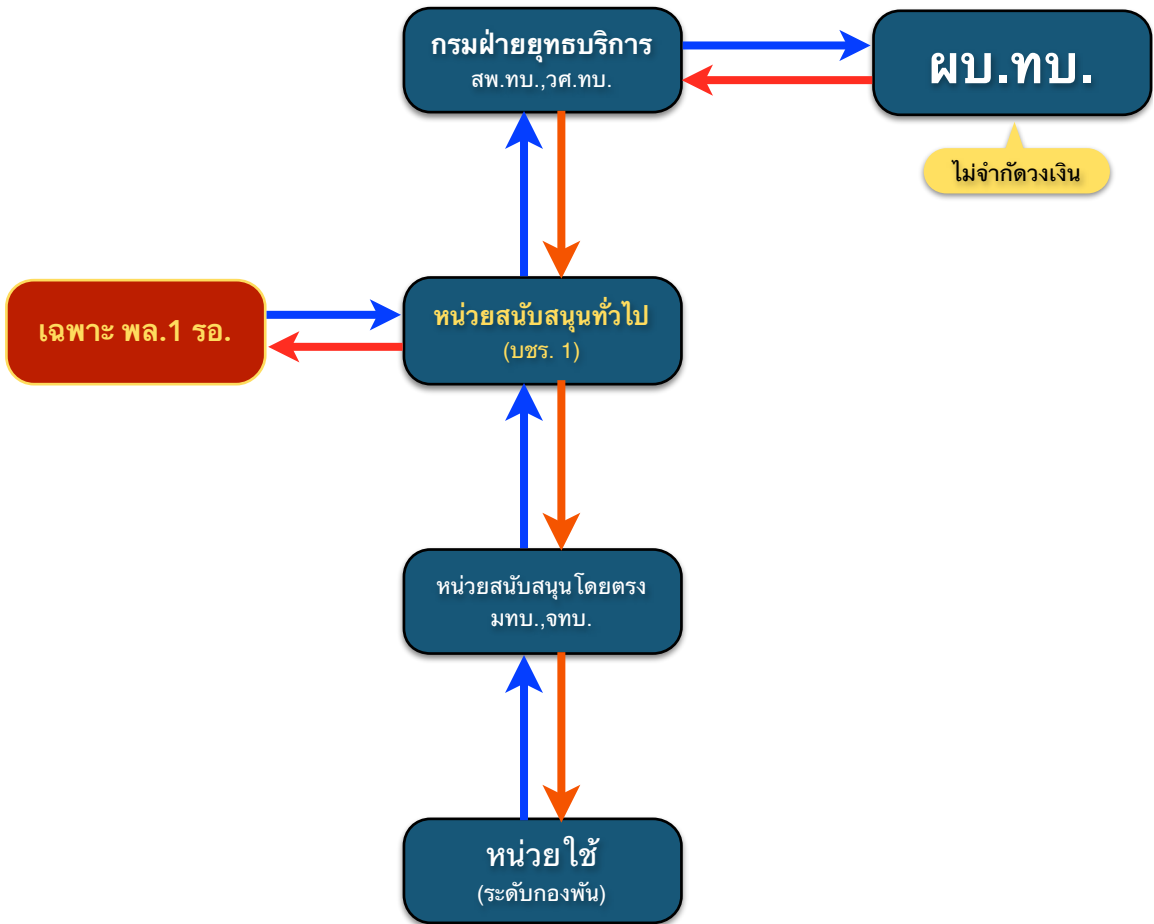 กรมฝ่ายยุทธบริการ
สพ.ทบ.,วศ.ทบ.
ผบ.ทบ.
ไม่จำกัดวงเงิน
เฉพาะ พล.1 รอ.
หน่วยสนับสนุนทั่วไป
(บชร. 1)
หน่วยสนับสนุนโดยตรง
มทบ.,จทบ.
หน่วยใช้
(ระดับกองพัน)